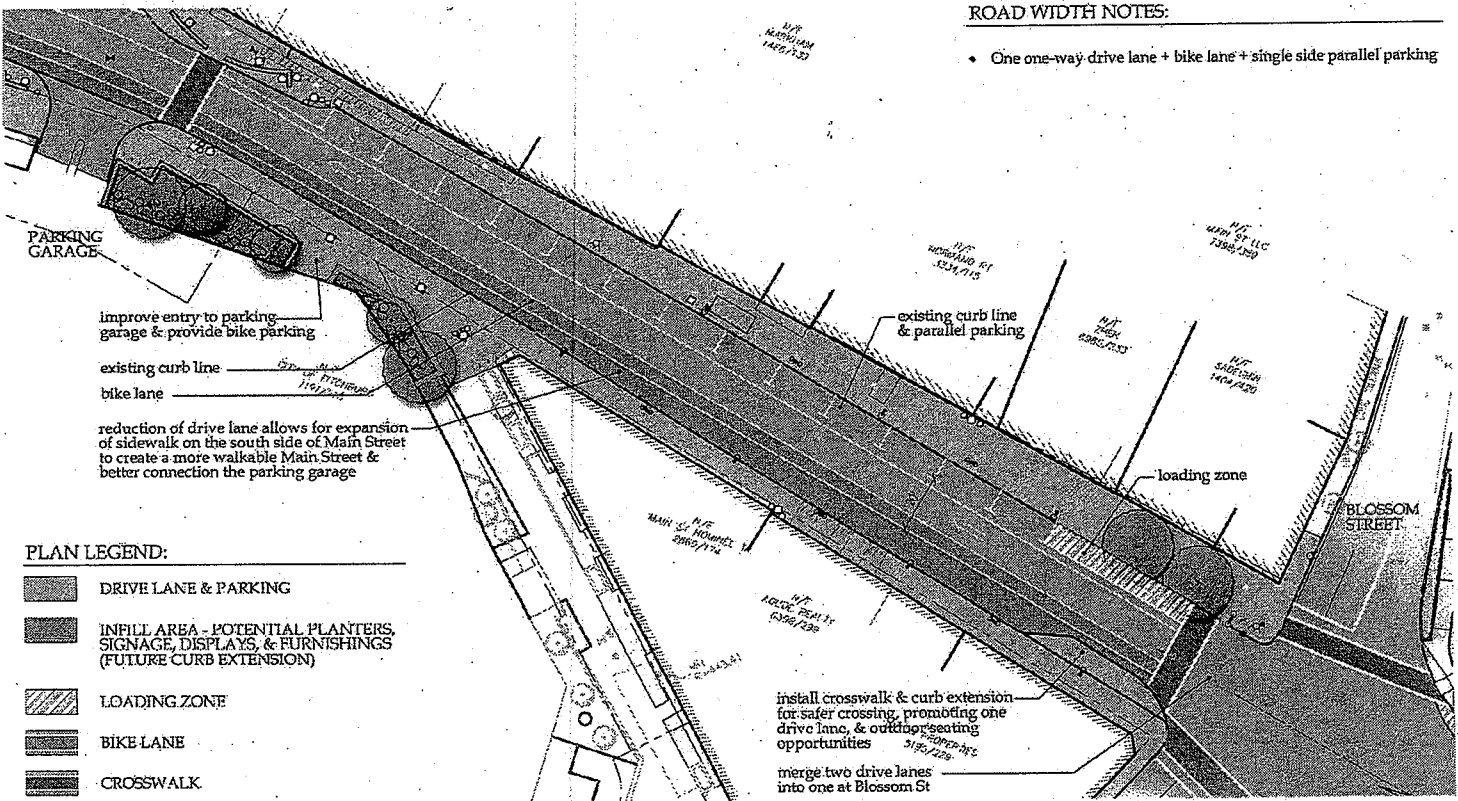 ROAD WIDTH NOTES:
• One one-way drive lane + bike lane + single side parallel parking
PARKING
GARAGE
improve entry to parking
garage & provide bike parking
existing curb line
bike lane
reduction of drive lane allows for expansion
of sidewalk on the south side of Main Street
to create a more walkable Main Street &
better connection the parking garage
existing curb line
& parallel parking
loading zone
BLOSSOM
STREET
N/F
MAIN ST LLC
N/F
N/F
N/F
N/F
MAIN ST
N/F
install crosswalk & curb extension
for safer crossing, promoting one
drive lane, & outdoor seating
opportunities
merge two drive lanes
into one at Blossom St
PLAN LEGEND:
DRIVE LANE & PARKING
INFILL AREA - POTENTIAL PLANTERS,
SIGNAGE, DISPLAYS, & FURNISHINGS
(FUTURE CURB EXTENSION)
LOADING ZONE
BIKE LANE
CROSSWALK